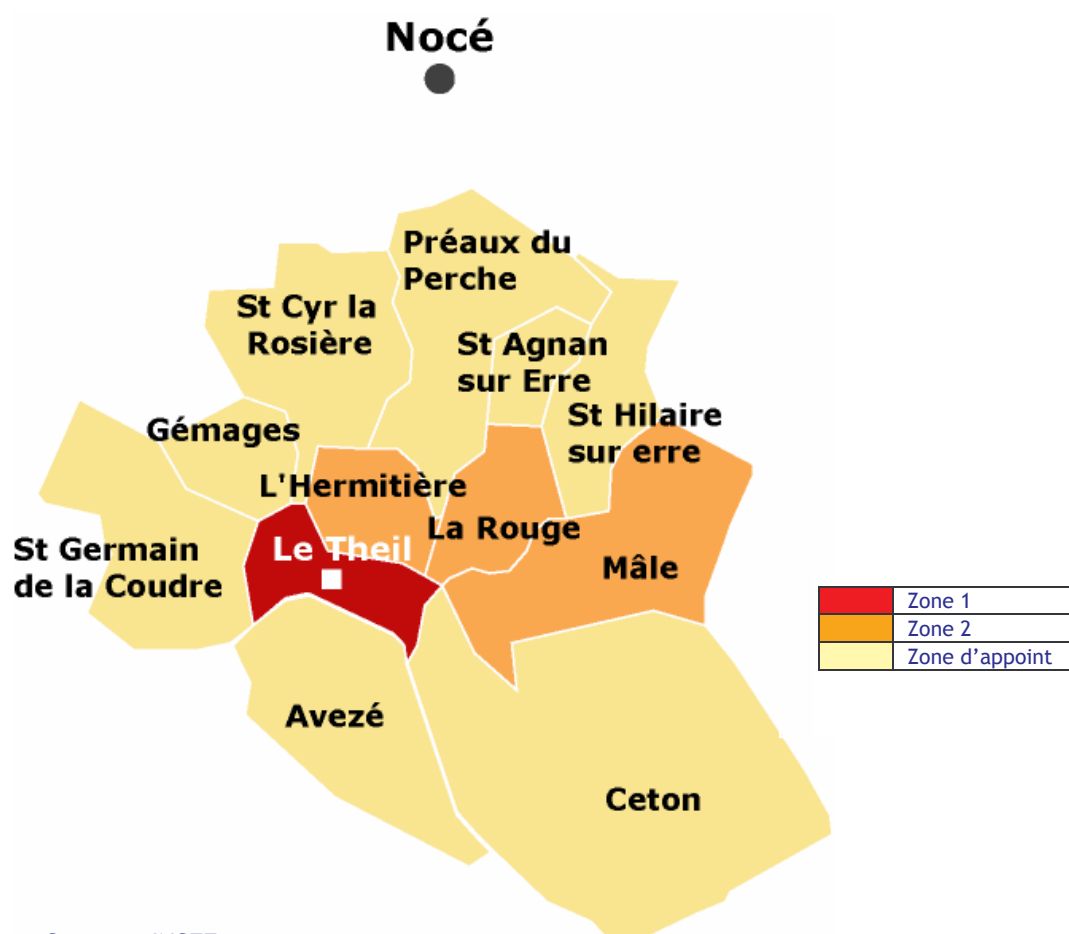 Nocé
Préaux du
Perche
St Cyr la
Rosière
St Agnan
sur Erre
St Hilaire
sur erre
Gémages
L'Hermitière
La Rouge
St Germain
de la Coudre
Le Theil
Mâle
Zone 1
Zone 2
Zone d'appoint
Avezé
Ceton